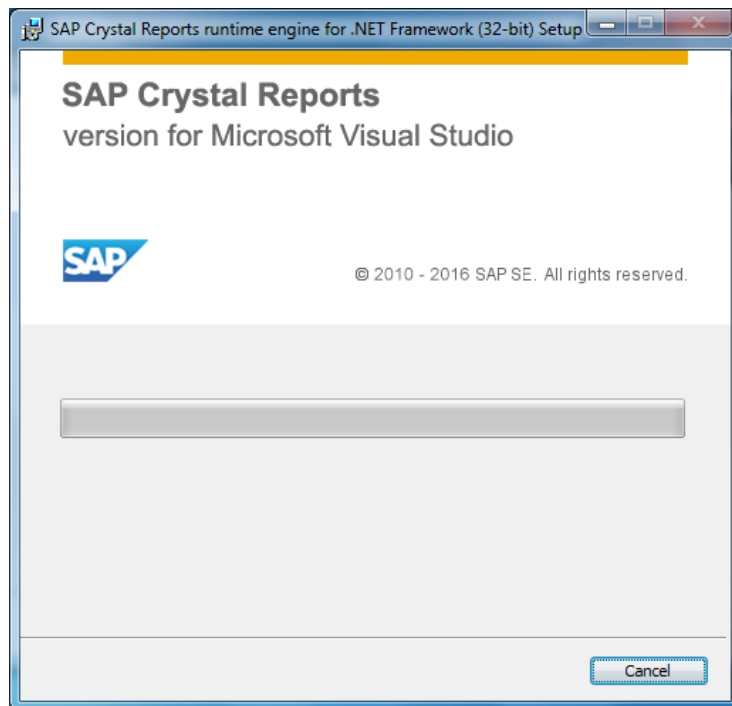 SAP Crystal Reports runtime engine for .NET Framework (32-bit) Setup
SAP Crystal Reports
version for Microsoft Visual Studio
SAP
© 2010 - 2016 SAP SE. All rights reserved.
Cancel